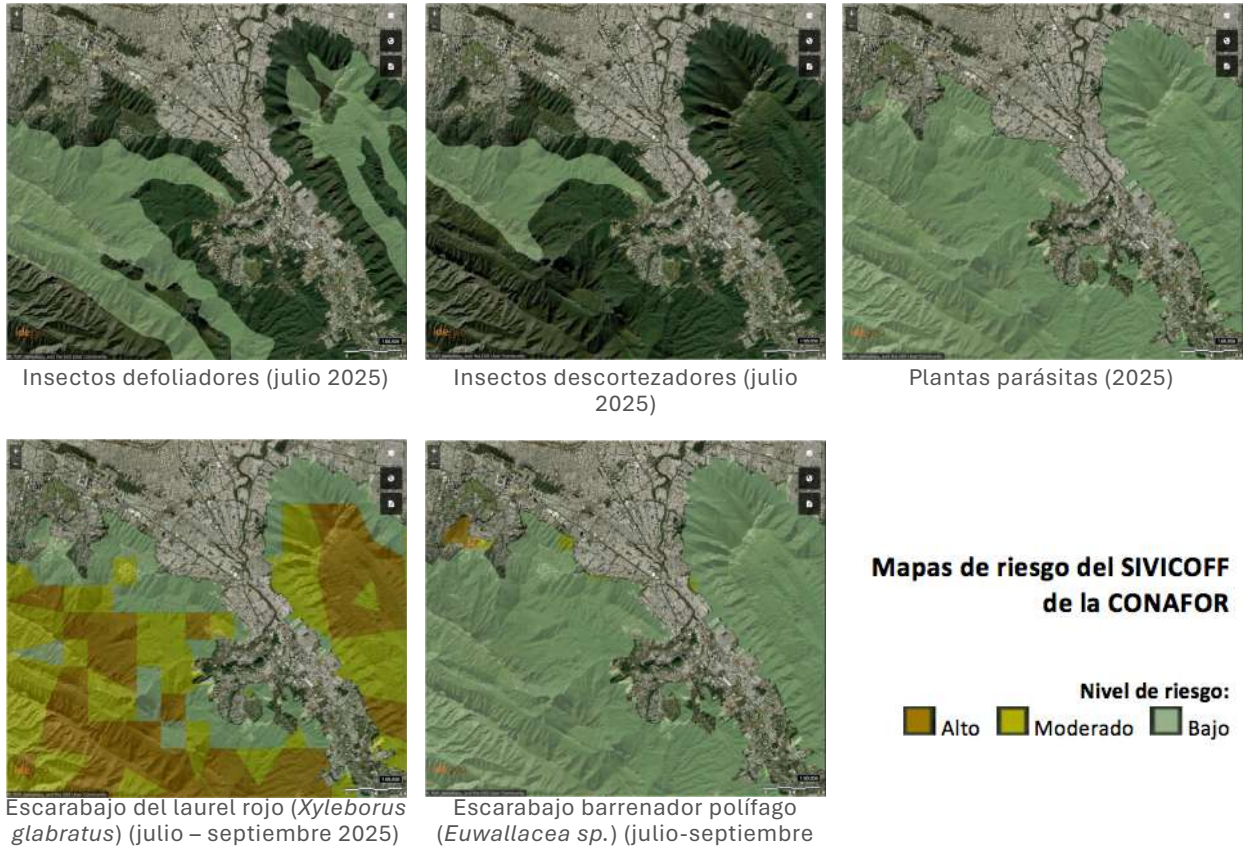 Insectos defoliadores (julio 2025)
Insectos descortezadores (julio
2025)
Plantas parásitas (2025)
Mapas de riesgo del SIVICOFF
de la CONAFOR
Nivel de riesgo:
Alto Moderado Bajo
Escarabajo del laurel rojo (Xyleborus
glabratus) (julio – septiembre 2025)
Escarabajo barrenador polífago
(Euwallacea sp.) (julio-septiembre